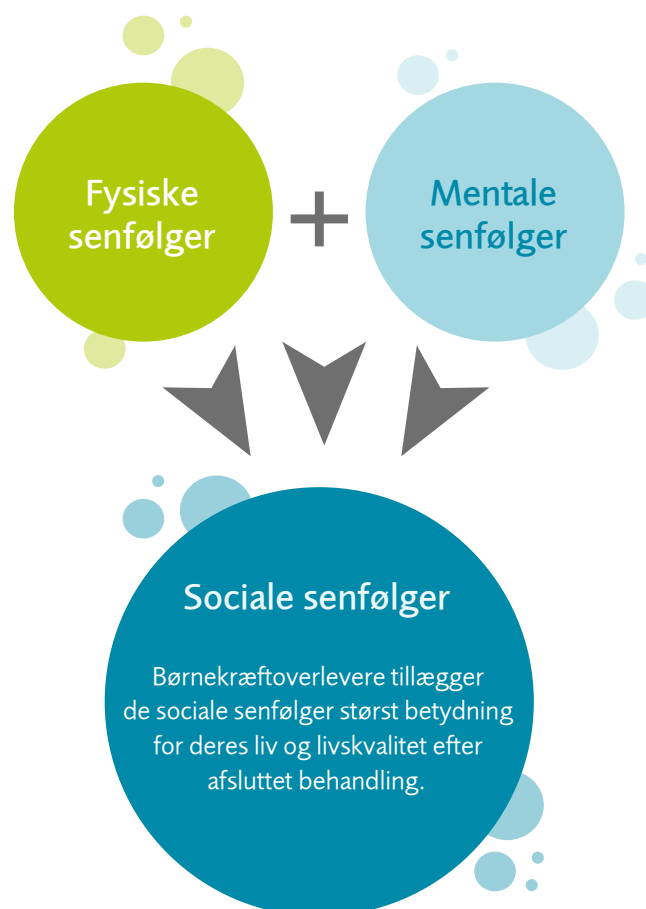 Fysiske
senfølger
+
Mentale
senfølger
Sociale senfølger
Børnekræftoverlevere tillægger
de sociale senfølger størst betydning
for deres liv og livskvalitet efter
afsluttet behandling.